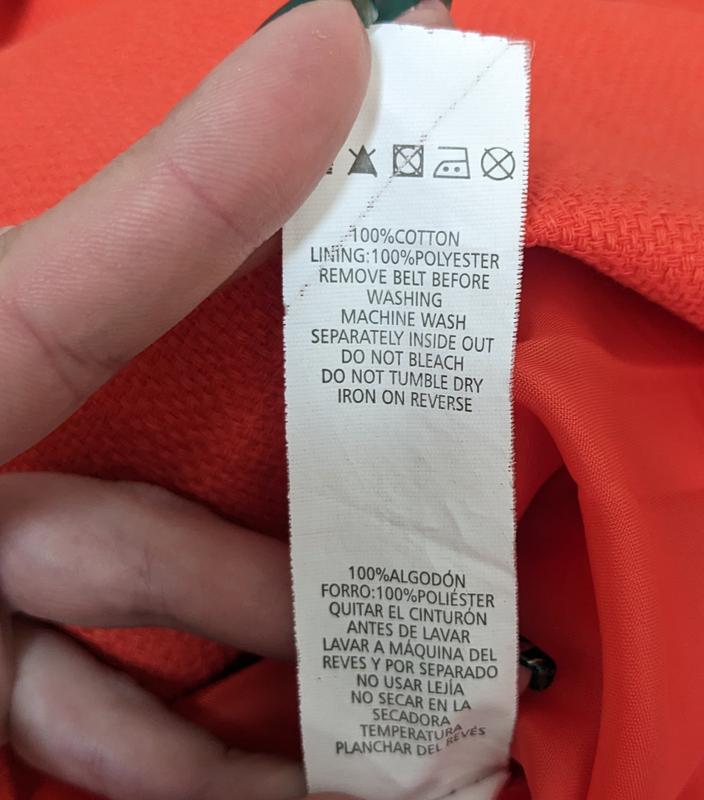 100%COTTON
LINING:100%POLYESTER
REMOVE BELT BEFORE
WASHING
MACHINE WASH
SEPARATELY INSIDE OUT
DO NOT BLEACH
DO NOT TUMBLE DRY
IRON ON REVERSE
100%ALGODÓN
FORRO:100%POLIÉSTER
QUITAR EL CINTURÓN
ANTES DE LAVAR
LAVAR A MÁQUINA DEL
REVES Y POR SEPARADO
NO USAR LEJÍA
NO SECAR EN LA
SECADORA
TEMPERATURA
PLANCHAR DEL REVÉS